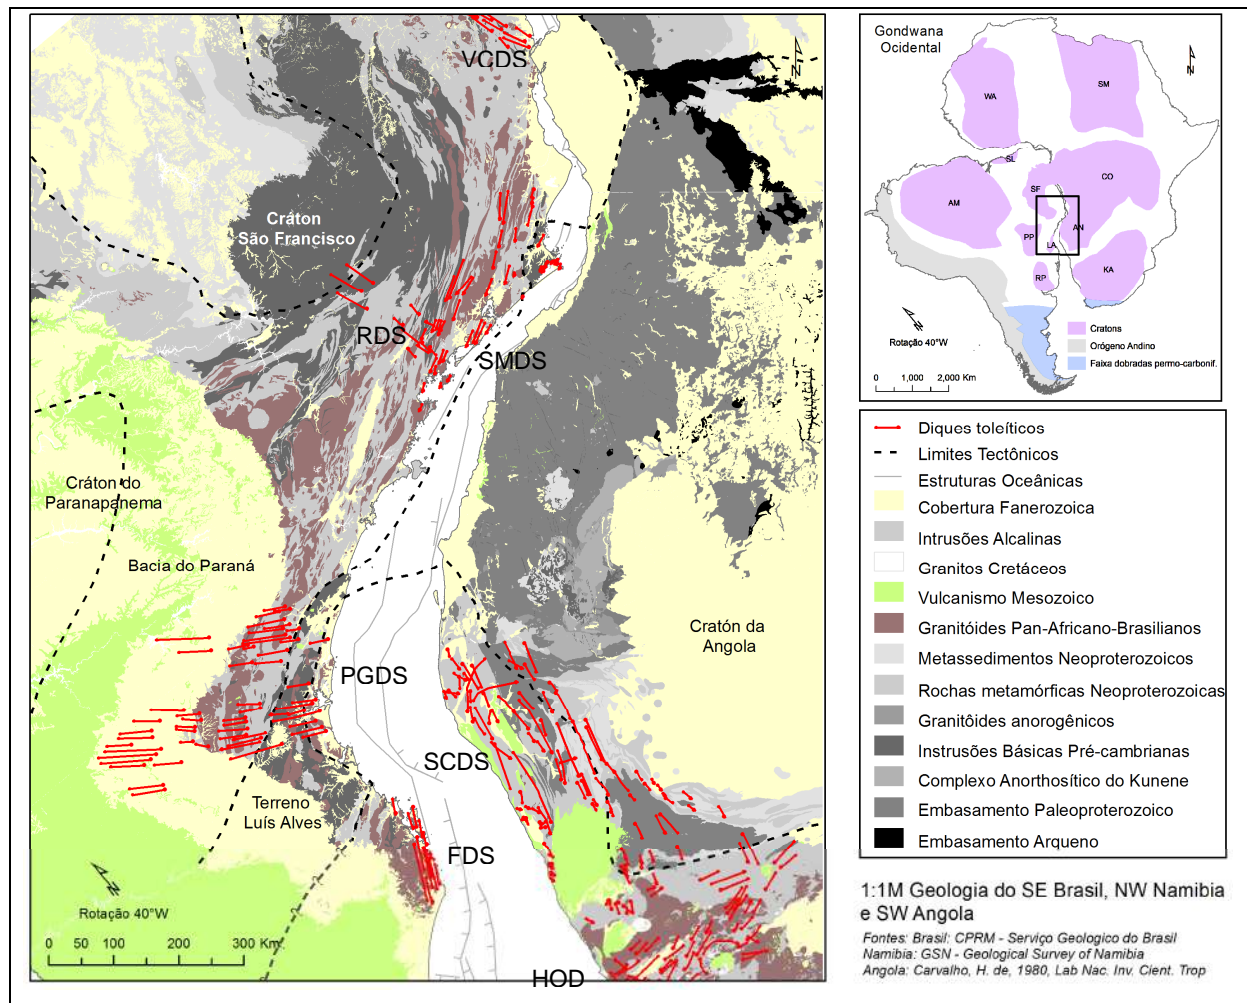 VCDS
N
Cráton
São Francisco
RDS
SMDS
Cráton do
Paranapánema
Bacia do Paraná
Cratón da
Angola
PGDS
SCDS
Terreno
Luís Alves
FDS
HOD
N
Rotação 40°W
0 50 100 200 300 Km
Gondwana
Ocidental
N
WA
SM
SL
CO
AM
SF
AN
PP
LA
RP
KA
N
Rotação 40°W
Cratons
Orógeno Andino
Faixa dobradas permo-carbonif.
0 1,000 2,000 Km
Diques toleíticos
Limites Tectônicos
Estruturas Oceânicas
Cobertura Fanerozoica
Intrusões Alcalinas
Granitos Cretáceos
Vulcanismo Mesozoico
Granitóides Pan-Africano-Brasilianos
Metassedimentos Neoproterozoicos
Rochas metamórficas Neoproterozoicas
Granitôides anorogênicos
Instrusões Básicas Pré-cambrianas
Complexo Anorthosítico do Kunene
Embasamento Paleoproterozoico
Embasamento Arqueno
1:1M Geologia do SE Brasil, NW Namibia
e SW Angola
Fontes: Brasil: CPRM - Serviço Geologico do Brasil
Namibia: GSN - Geological Survey of Namibia
Angola: Carvalho, H. de, 1980, Lab Nac. Inv. Cient. Trop